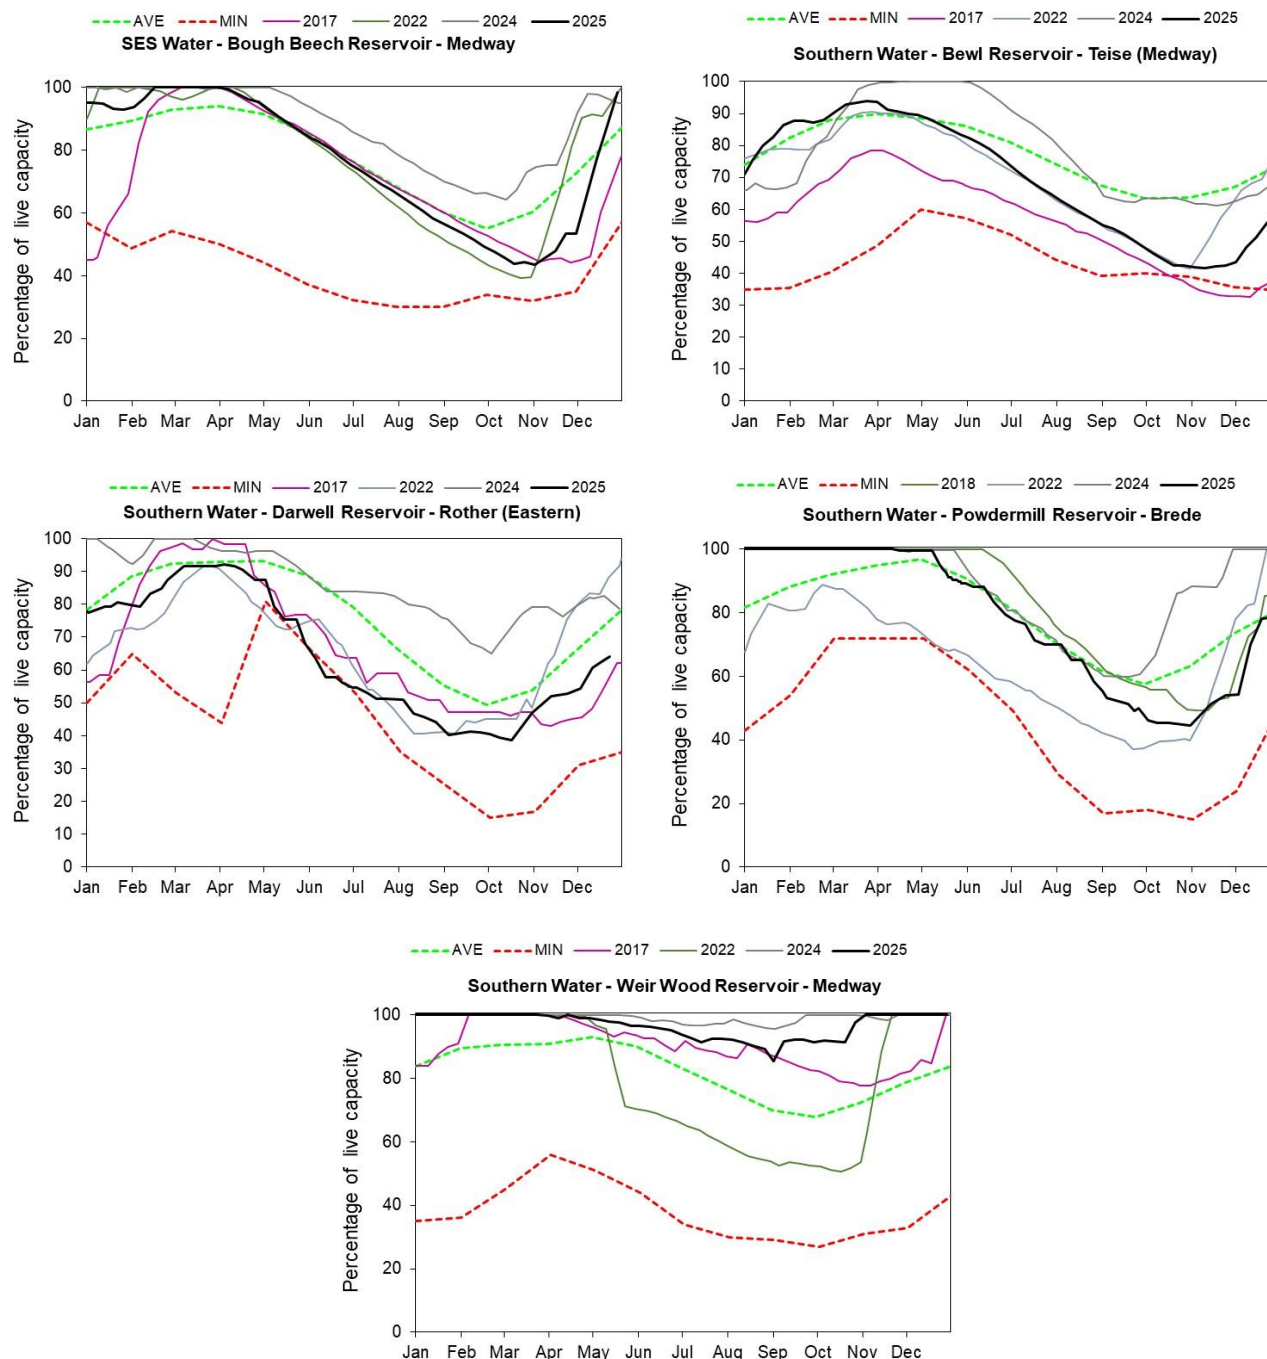 AVE MIN 2017 2022 2024 2025
SES Water - Bough Beech Reservoir - Medway
Percentage of live capacity
100
80
60
40
20
0
Jan Feb Mar Apr May Jun Jul Aug Sep Oct Nov Dec
AVE MIN 2017 2022 2024 2025
Southern Water - Bewl Reservoir - Teise (Medway)
Percentage of live capacity
100
90
80
70
60
50
40
30
20
10
0
Jan Feb Mar Apr May Jun Jul Aug Sep Oct Nov Dec
AVE MIN 2017 2022 2024 2025
Southern Water - Darwell Reservoir - Rother (Eastern)
Percentage of live capacity
100
90
80
70
60
50
40
30
20
10
0
Jan Feb Mar Apr May Jun Jul Aug Sep Oct Nov Dec
AVE MIN 2018 2022 2024 2025
Southern Water - Powdermill Reservoir - Brede
Percentage of live capacity
100
80
60
40
20
0
Jan Feb Mar Apr May Jun Jul Aug Sep Oct Nov Dec
AVE MIN 2017 2022 2024 2025
Southern Water - Weir Wood Reservoir - Medway
Percentage of live capacity
100
80
60
40
20
0
Jan Feb Mar Apr May Jun Jul Aug Sep Oct Nov Dec